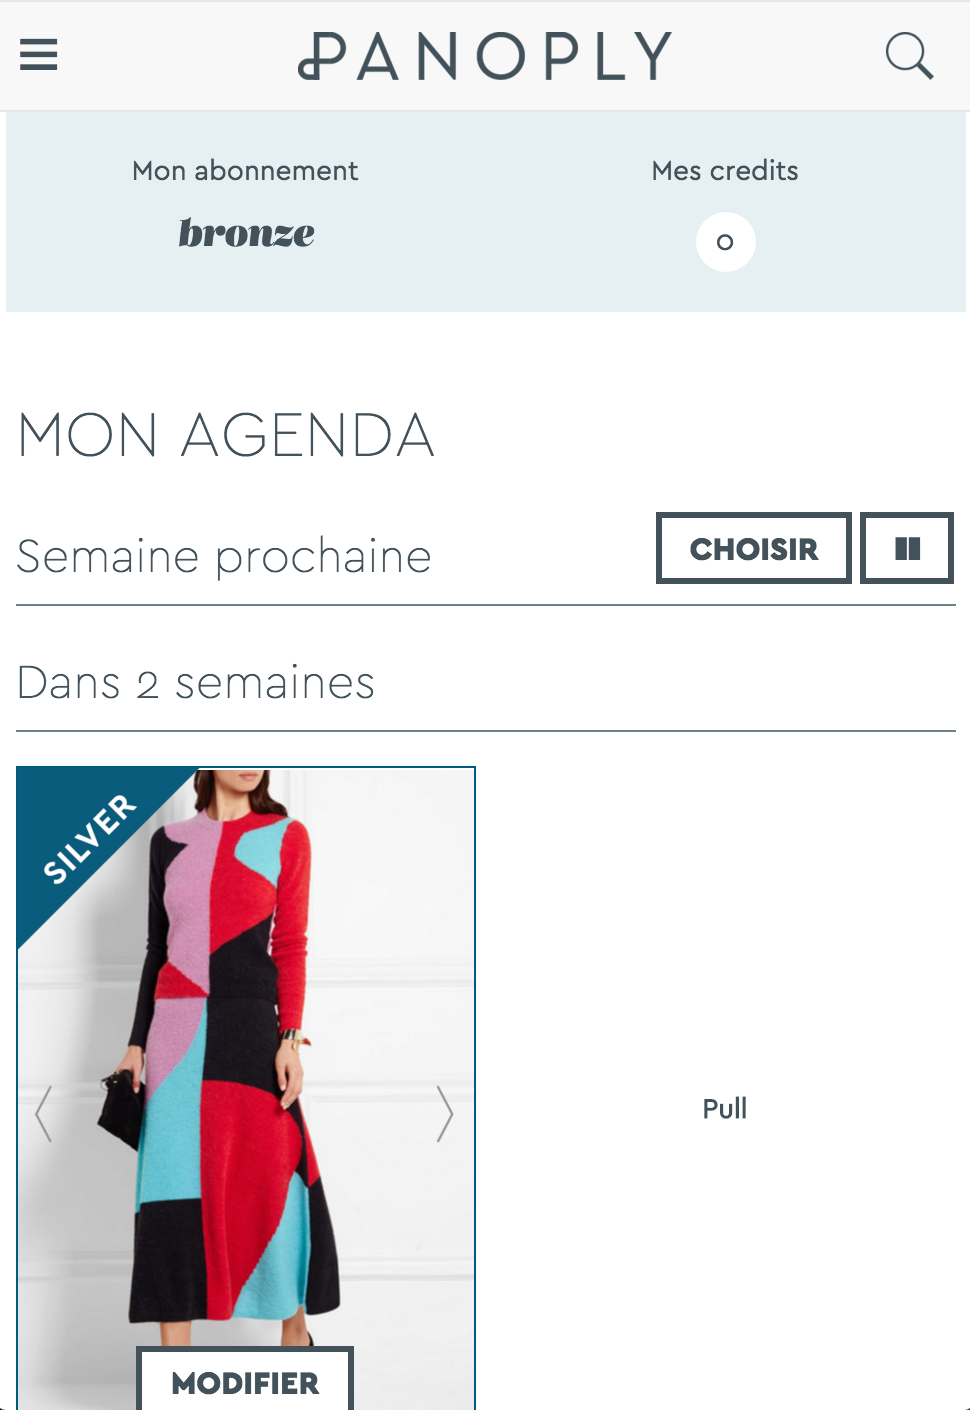 PANOPLY
Mon abonnement
bronze
Mes credits
0
MON AGENDA
Semaine prochaine
CHOISIR
Dans 2 semaines
SILVER
Pull
MODIFIER